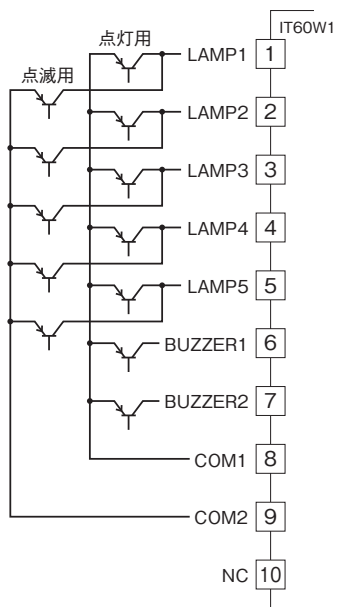 IT60W1
点灯用
点滅用
LAMP1 1
LAMP2 2
LAMP3 3
LAMP4 4
LAMP5 5
BUZZER1 6
BUZZER2 7
COM1 8
COM2 9
NC 10